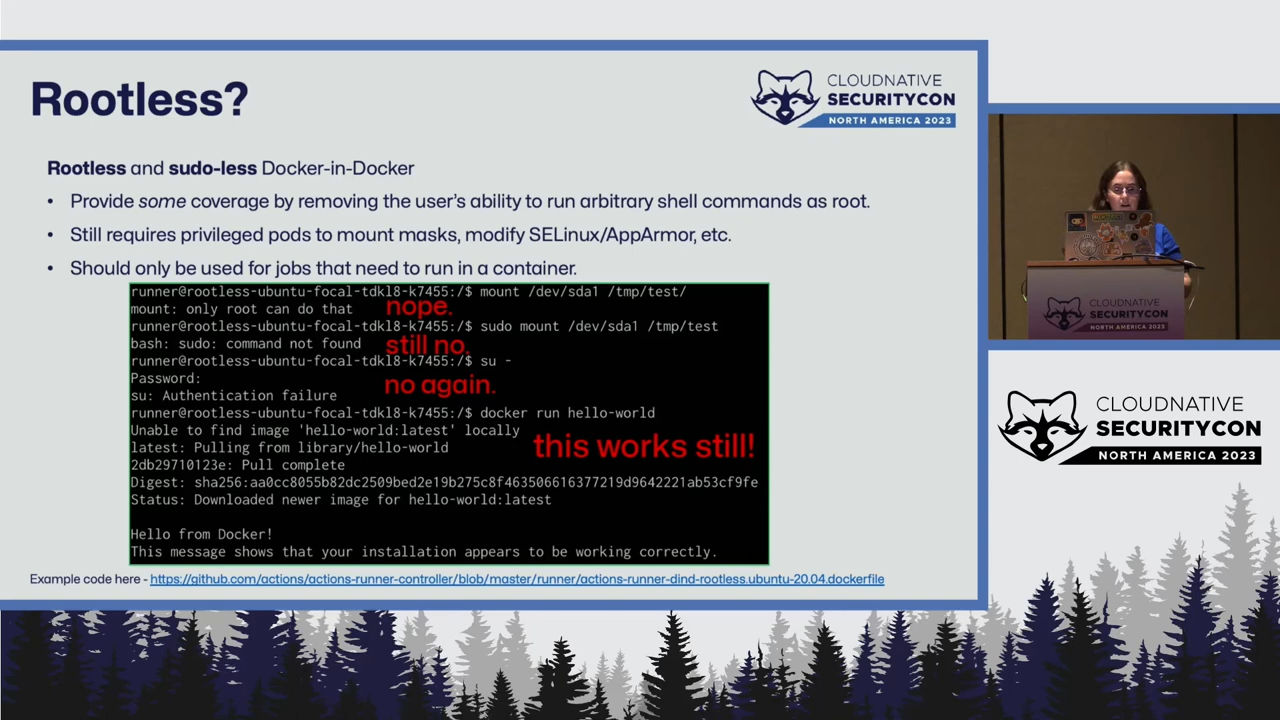 Rootless?
CLOUDNATIVE
SECURITYCON
NORTH AMERICA 2023
Rootless and sudo-less Docker-in-Docker
• Provide some coverage by removing the user's ability to run arbitrary shell commands as root.
• Still requires privileged pods to mount masks, modify SELinux/AppArmor, etc.
• Should only be used for jobs that need to run in a container.
runner@rootless-ubuntu-focal-tdkl8-k7455:/$ mount /dev/sda1 /tmp/test/
mount: only root can do that
nope.
runner@rootless-ubuntu-focal-tdkl8-k7455:/$ sudo mount /dev/sda1 /tmp/test
bash: sudo: command not found
still no.
runner@rootless-ubuntu-focal-tdkl8-k7455:/$ su -
Password:
no again.
su: Authentication failure
runner@rootless-ubuntu-focal-tdkl8-k7455:/$ docker run hello-world
Unable to find image 'hello-world:latest' locally
latest: Pulling from library/hello-world
this works still!
2db29710123e: Pull complete
Digest: sha256:aa0cc8055b82dc2509bed2e19b275c8f463506616377219d9642221ab53cf9fe
Status: Downloaded newer image for hello-world:latest
Hello from Docker!
This message shows that your installation appears to be working correctly.
Example code here - https://github.com/actions/actions-runner-controller/blob/master/runner/actions-runner-dind-rootless.ubuntu-20.04.dockerfile
CLOUDNATIVE
SECURITYCON
NORTH AMERICA 2023
CLOUDNATIVE
SECURITYCON
NORTH AMERICA 2023